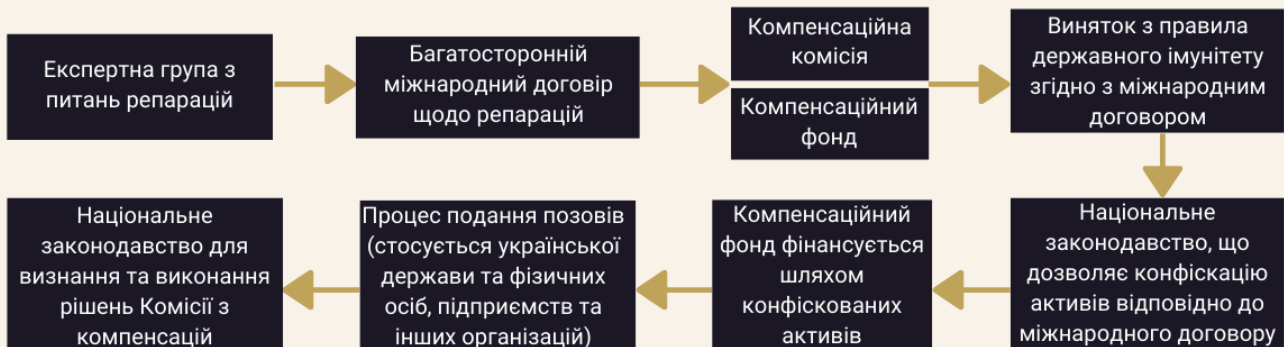 Експертна група з
питань репарацій
Багатосторонній
міжнародний договір
щодо репарацій
Компенсаційна
комісія
Компенсаційний
фонд
Виняток з правила
державного імунітету
згідно з міжнародним
договором
Національне
законодавство, що
дозволяє конфіскацію
активів відповідно до
міжнародного договору
Компенсаційний
фонд фінансується
шляхом
конфіскованих
активів
Процес подання позовів
(стосується української
держави та фізичних
осіб, підприємств та
інших організацій)
Національне
законодавство для
визнання та виконання
рішень Комісії з
компенсацій